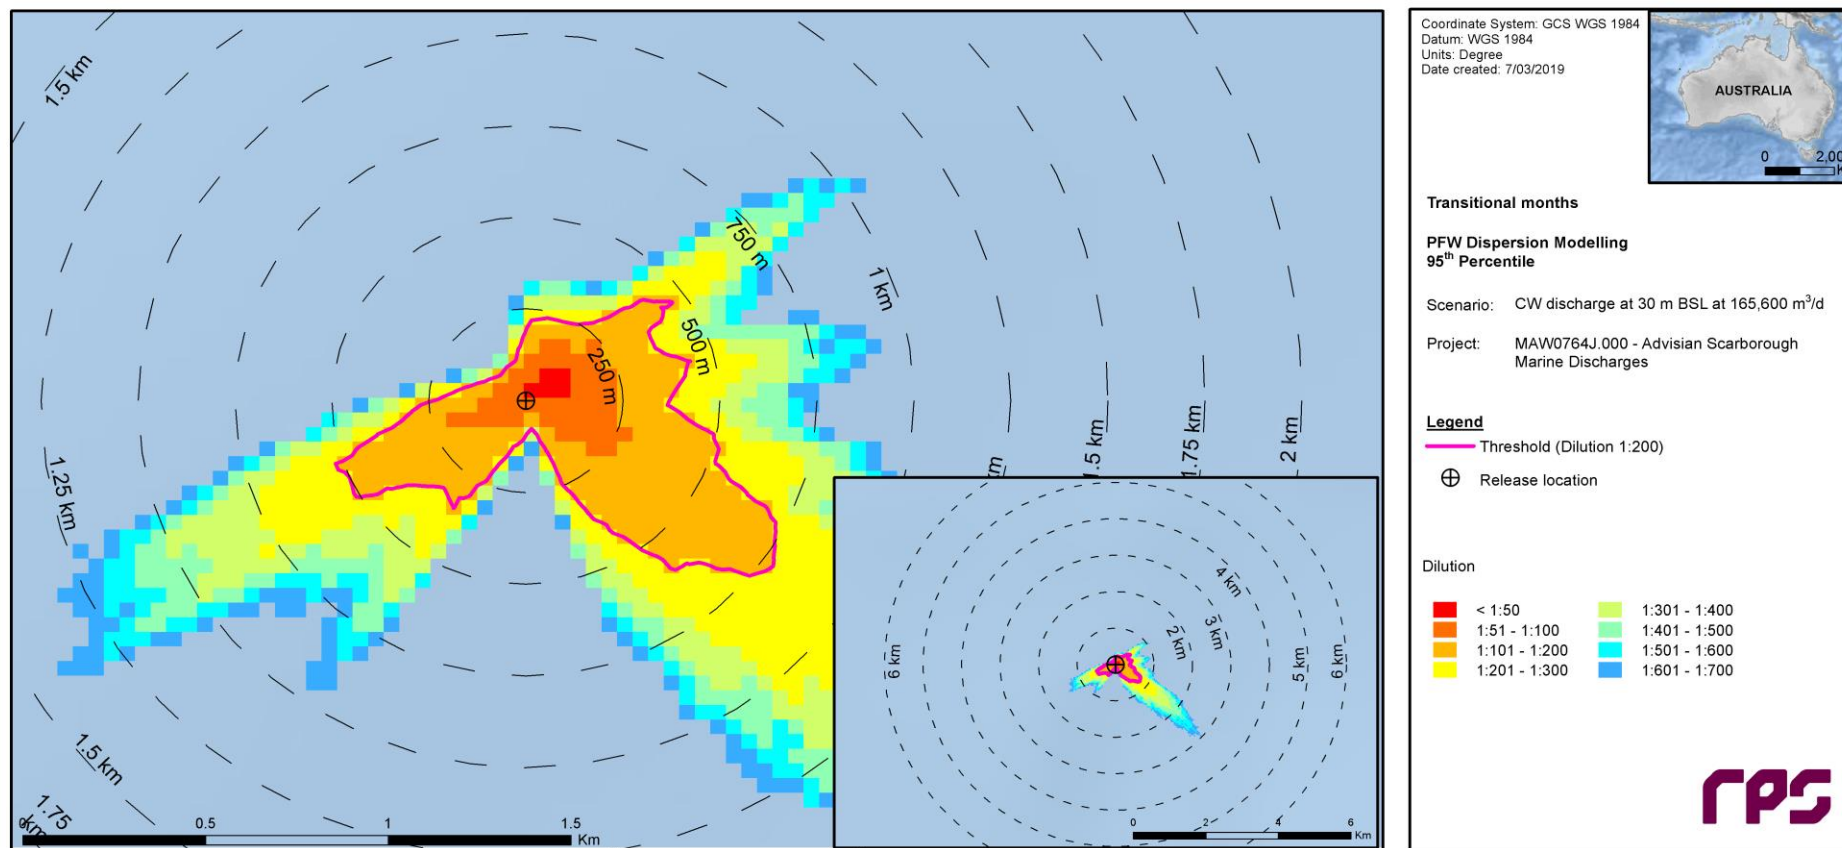 1.5 km
750 m
1 km
500 m
250 m
1.25 km
1.5 km
1.75 km
2 km
1.5 km
1.75
km
0
0.5
1
1.5
Km
4 km
3 km
2 km
6 km
5 km
6 km
0
2
4
6
Km
Coordinate System: GCS WGS 1984
Datum: WGS 1984
Units: Degree
Date created: 7/03/2019
AUSTRALIA
0
2,00
Transitional months
PFW Dispersion Modelling
95th Percentile
Scenario: CW discharge at 30 m BSL at 165,600 m³/d
Project: MAW0764J.000 - Advisian Scarborough
Marine Discharges
Legend
Threshold (Dilution 1:200)
Release location
Dilution
< 1:50
1:51 - 1:100
1:101 - 1:200
1:201 - 1:300
1:301 - 1:400
1:401 - 1:500
1:501 - 1:600
1:601 - 1:700
rps